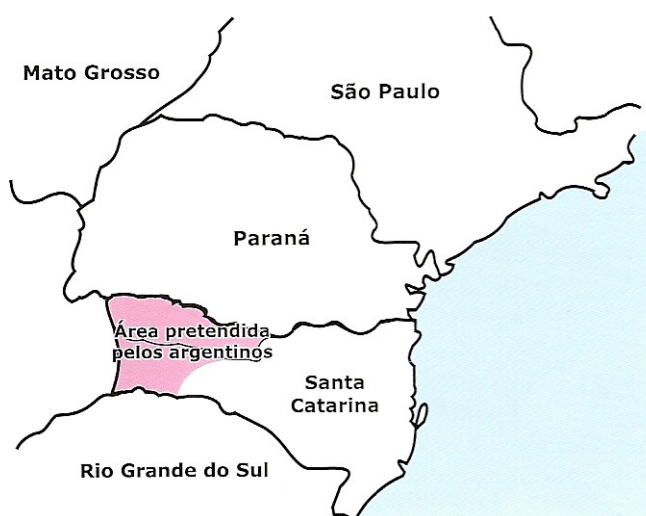 Mato Grosso
São Paulo
Paraná
Área pretendida
pelos argentinos
Santa
Catarina
Rio Grande do Sul